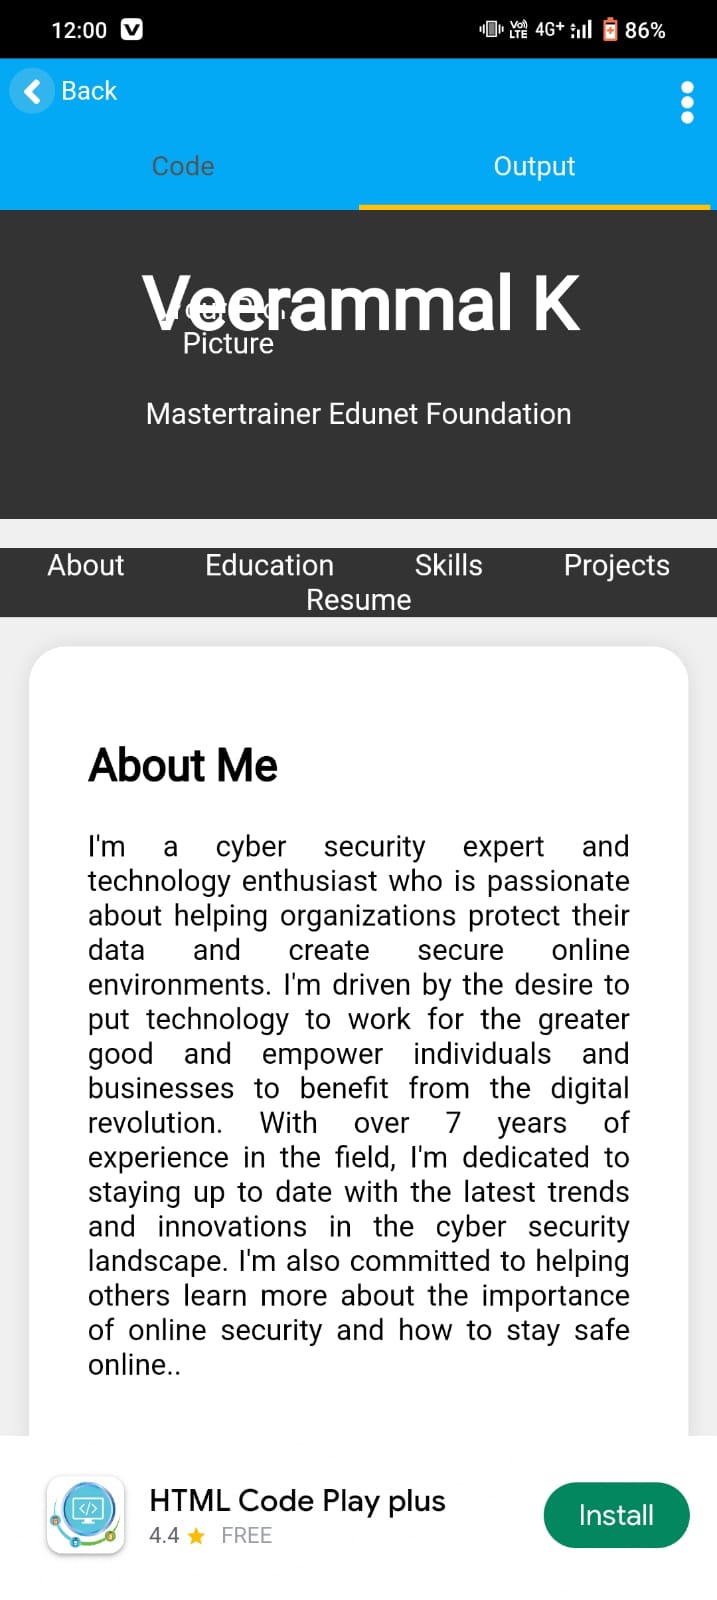 12:00
Vo) LTE 4G+ 86%
Back
Code Output
Veerammal K
Picture
Mastertrainer Edunet Foundation
About Education Skills Projects
Resume
About Me
I'm a cyber security expert and
technology enthusiast who is passionate
about helping organizations protect their
data and create secure online
environments. I'm driven by the desire to
put technology to work for the greater
good and empower individuals and
businesses to benefit from the digital
revolution. With over 7 years of
experience in the field, I'm dedicated to
staying up to date with the latest trends
and innovations in the cyber security
landscape. I'm also committed to helping
others learn more about the importance
of online security and how to stay safe
online..
HTML Code Play plus
4.4 ★ FREE
Install